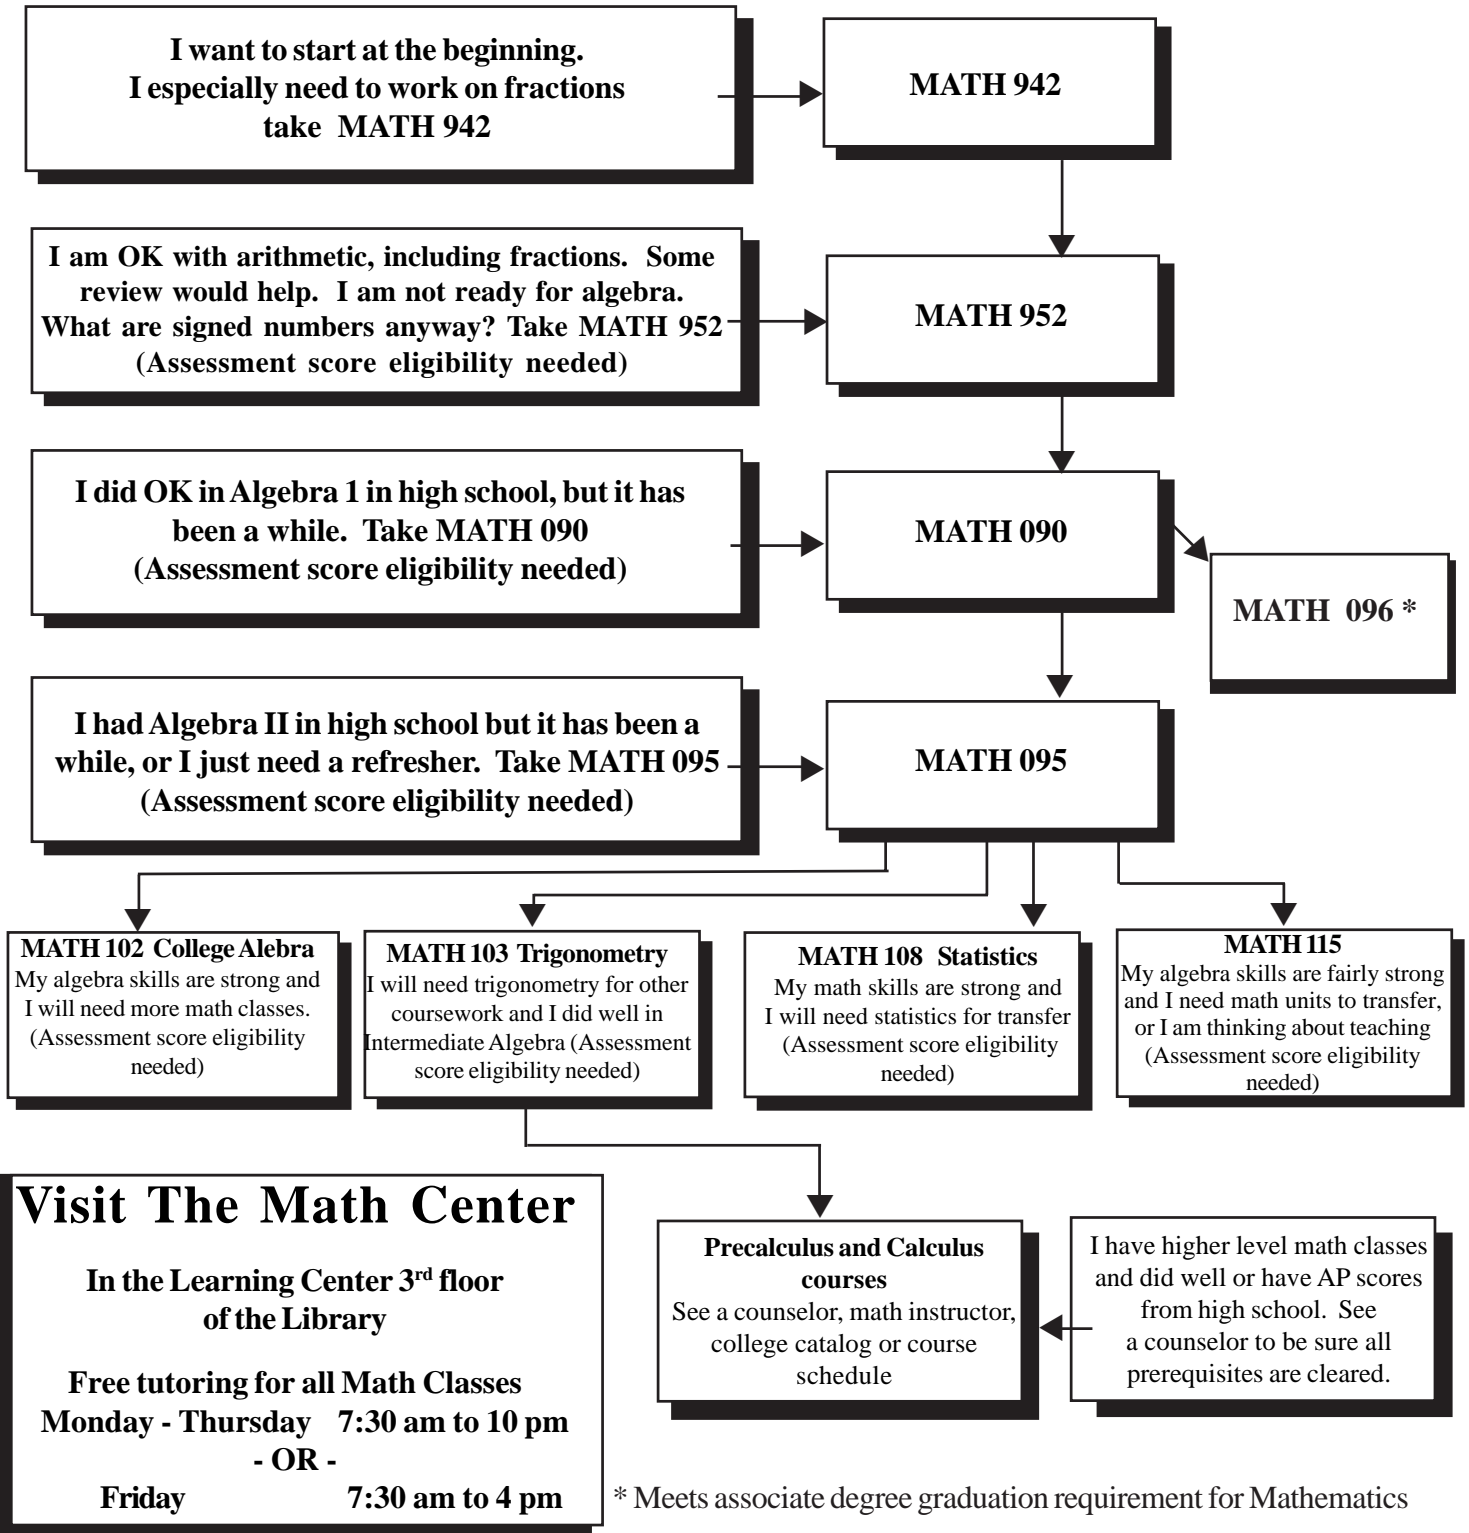 I want to start at the beginning.
I especially need to work on fractions
take MATH 942
MATH 942
I am OK with arithmetic, including fractions. Some
review would help. I am not ready for algebra.
What are signed numbers anyway? Take MATH 952
(Assessment score eligibility needed)
MATH 952
I did OK in Algebra 1 in high school, but it has
been a while. Take MATH 090
(Assessment score eligibility needed)
MATH 090
MATH 096 *
I had Algebra II in high school but it has been a
while, or I just need a refresher. Take MATH 095
(Assessment score eligibility needed)
MATH 095
MATH 102 College Alebra
My algebra skills are strong and
I will need more math classes.
(Assessment score eligibility
needed)
MATH 103 Trigonometry
I will need trigonometry for other
coursework and I did well in
Intermediate Algebra (Assessment
score eligibility needed)
MATH 108 Statistics
My math skills are strong and
I will need statistics for transfer
(Assessment score eligibility
needed)
MATH 115
My algebra skills are fairly strong
and I need math units to transfer,
or I am thinking about teaching
(Assessment score eligibility
needed)
Visit The Math Center
In the Learning Center 3rd floor
of the Library
Free tutoring for all Math Classes
Monday - Thursday 7:30 am to 10 pm
- OR -
Friday 7:30 am to 4 pm
Precalculus and Calculus
courses
See a counselor, math instructor,
college catalog or course
schedule
I have higher level math classes
and did well or have AP scores
from high school. See
a counselor to be sure all
prerequisites are cleared.
* Meets associate degree graduation requirement for Mathematics